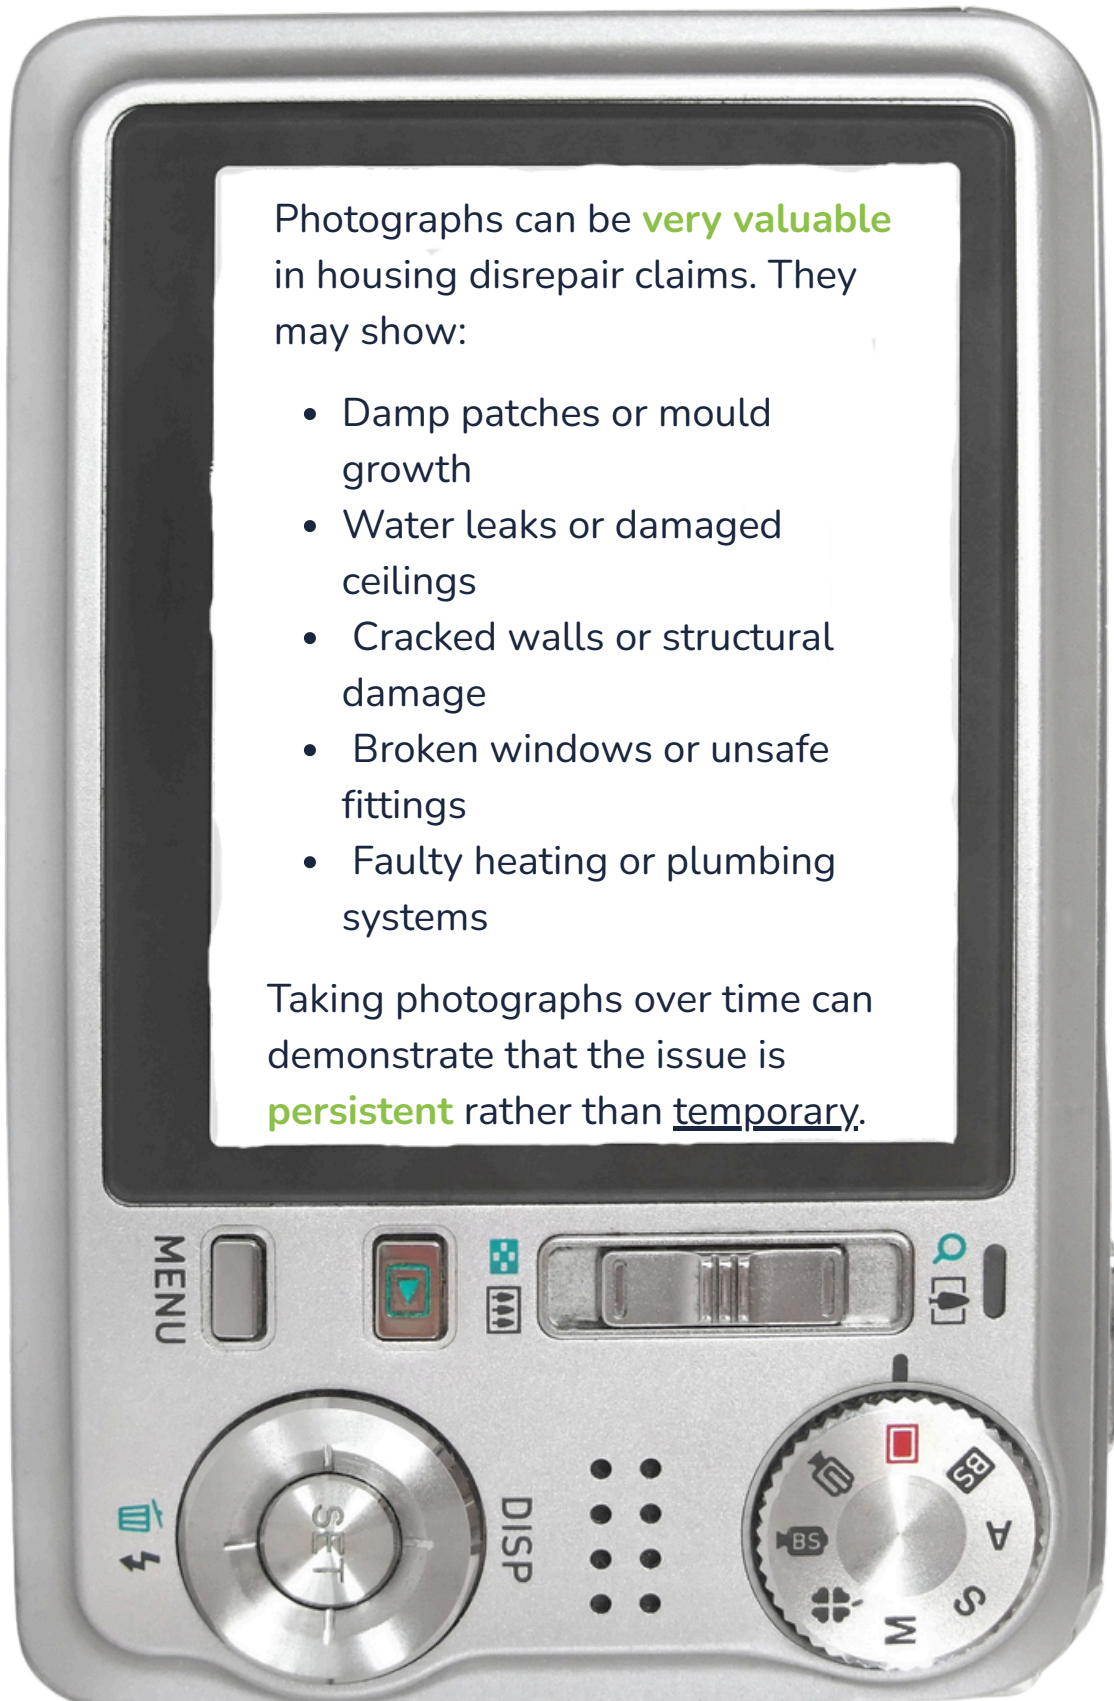 Photographs can be very valuable
in housing disrepair claims. They
may show:
• Damp patches or mould
growth
• Water leaks or damaged
ceilings
• Cracked walls or structural
damage
• Broken windows or unsafe
fittings
• Faulty heating or plumbing
systems
Taking photographs over time can
demonstrate that the issue is
persistent rather than temporary.
MENU
SET
DISP
BS
A
S
M
BS